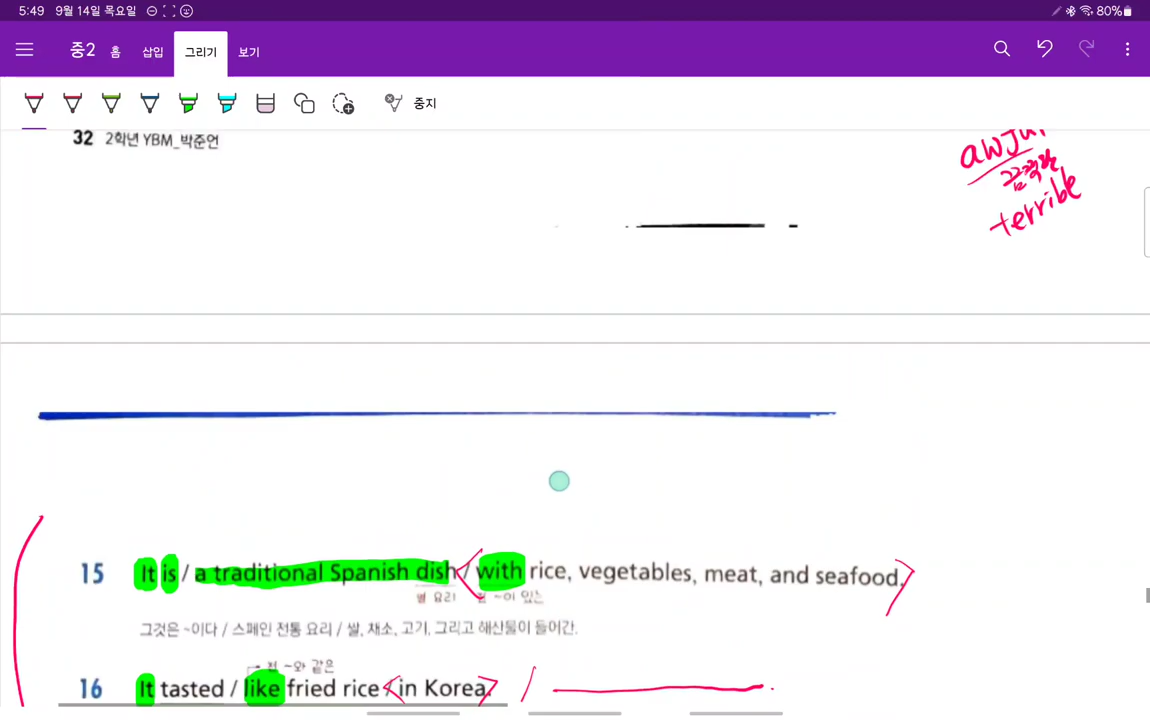 5:49 9월 14일 목요일 80%
중2 홈 삽입 그리기 보기
중지
32 2학년 YBM_박준언
끔찍한
terrible
15 It is / a traditional Spanish dish / with rice, vegetables, meat, and seafood.
명 요리 전 ~이 있는
그것은 ~이다 / 스페인 전통 요리 / 쌀, 채소, 고기, 그리고 해산물이 들어간.
전 ~와 같은
16 It tasted / like fried rice / in Korea. /